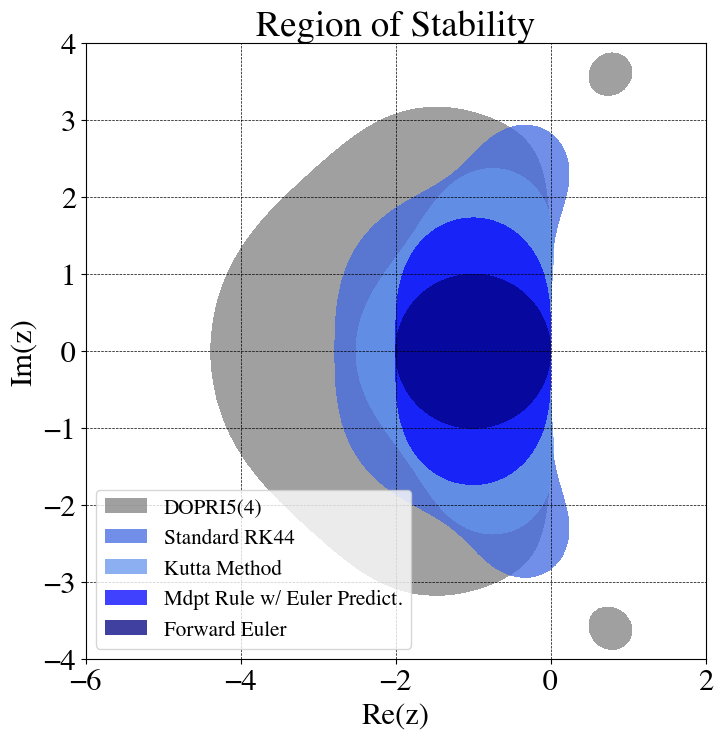 Region of Stability
4
3
2
1
0
−1
−2
−3
−4
Im(z)
DOPRI5(4)
Standard RK44
Kutta Method
Mdpt Rule w/ Euler Predict.
Forward Euler
−6 −4 −2 0 2
Re(z)